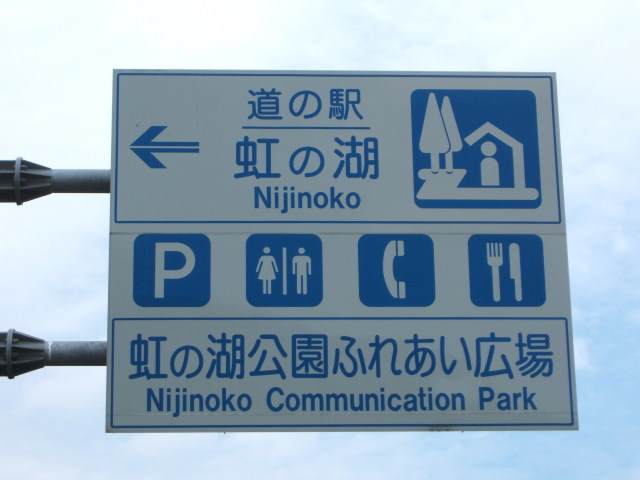 道の駅
虹の湖
Nijinoko
P
虹の湖公園ふれあい広場
Nijinoko Communication Park